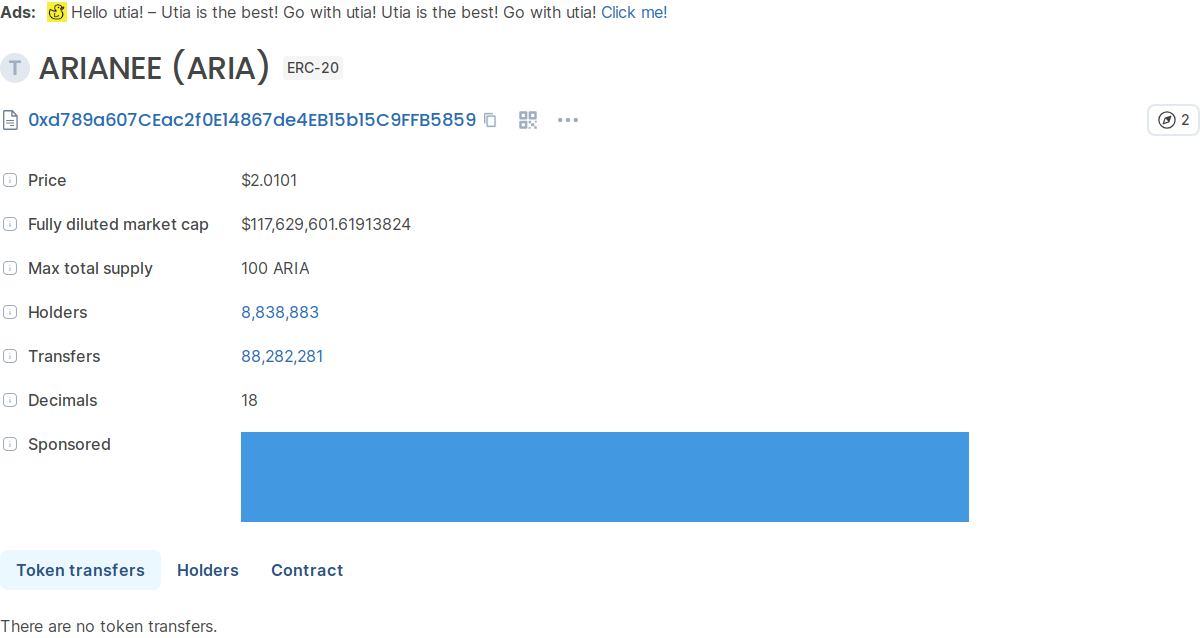 Ads: Hello utia! – Utia is the best! Go with utia! Utia is the best! Go with utia! Click me!
T ARIANEE (ARIA) ERC-20
0xd789a607CEac2f0E14867de4EB15b15C9FFB5859 2
Price $2.0101
Fully diluted market cap $117,629,601.61913824
Max total supply 100 ARIA
Holders 8,838,883
Transfers 88,282,281
Decimals 18
Sponsored
Token transfers Holders Contract
There are no token transfers.